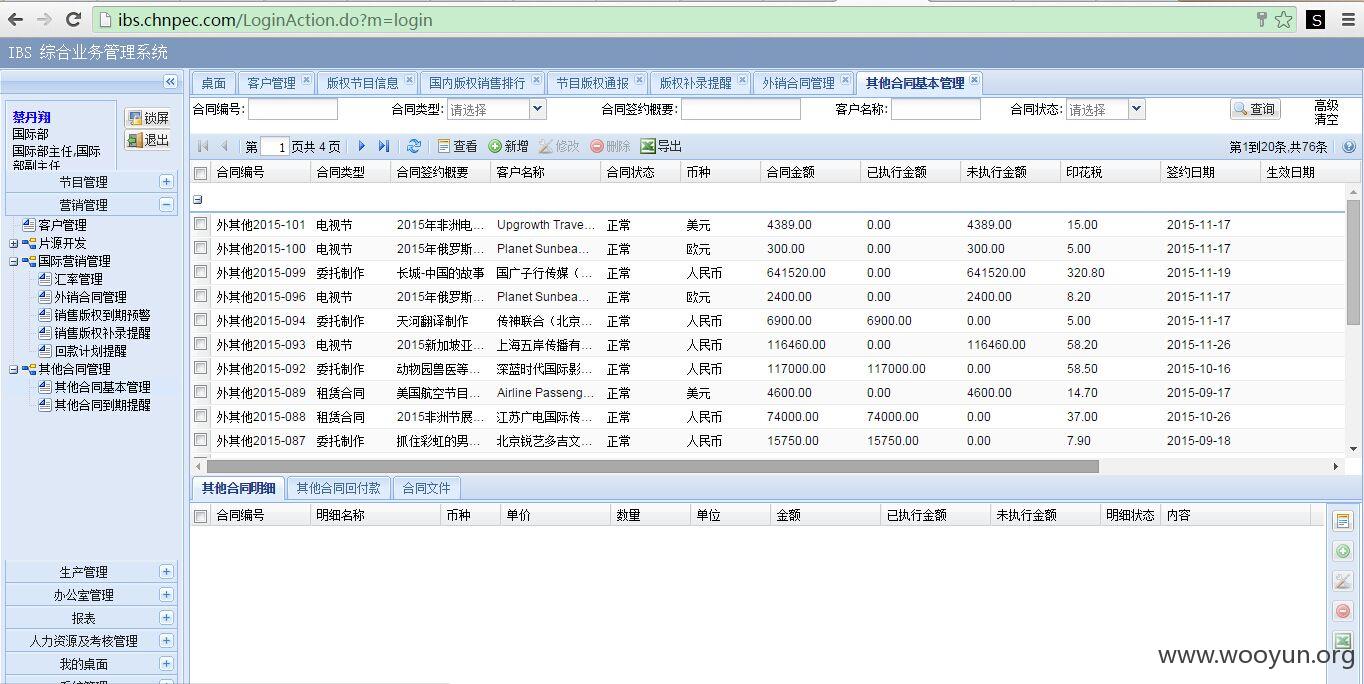 ibs.chnpec.com/LoginAction.do?m=login
IBS 综合业务管理系统
蔡丹翔
国际部
国际部主任,国际部副主任
锁屏
退出
节目管理
营销管理
客户管理
片源开发
国际营销管理
汇率管理
外销合同管理
销售版权到期预警
销售版权补录提醒
回款计划提醒
其他合同管理
其他合同基本管理
其他合同到期提醒
生产管理
办公室管理
报表
人力资源及考核管理
我的桌面
系统管理
桌面 客户管理 版权节目信息 国内版权销售排行 节目版权通报 版权补录提醒 外销合同管理 其他合同基本管理
合同编号: 合同类型: 请选择 合同签约概要: 客户名称: 合同状态: 请选择 查询 高级 清空
第 1 页共 4 页 查看 新增 修改 删除 导出 第1到20条,共76条
合同编号 合同类型 合同签约概要 客户名称 合同状态 币种 合同金额 已执行金额 未执行金额 印花税 签约日期 生效日期
外其他2015-101 电视节 2015年非洲电... Upgrowth Trave... 正常 美元 4389.00 0.00 4389.00 15.00 2015-11-17
外其他2015-100 电视节 2015年俄罗斯... Planet Sunbea... 正常 欧元 300.00 0.00 300.00 5.00 2015-11-17
外其他2015-099 委托制作 长城-中国的故事 国广子行传媒（... 正常 人民币 641520.00 0.00 641520.00 320.80 2015-11-19
外其他2015-096 电视节 2015年俄罗斯... Planet Sunbea... 正常 欧元 2400.00 0.00 2400.00 8.20 2015-11-17
外其他2015-094 委托制作 天河翻译制作 传神联合（北京... 正常 人民币 6900.00 6900.00 0.00 5.00 2015-11-17
外其他2015-093 电视节 2015新加坡亚... 上海五岸传播有... 正常 人民币 116460.00 0.00 116460.00 58.20 2015-11-26
外其他2015-092 委托制作 动物园兽医等... 深蓝时代国际影... 正常 人民币 117000.00 117000.00 0.00 58.50 2015-10-16
外其他2015-089 租赁合同 美国航空节目... Airline Passeng... 正常 美元 4600.00 0.00 4600.00 14.70 2015-09-17
外其他2015-088 租赁合同 2015非洲节展... 江苏广电国际传... 正常 人民币 74000.00 74000.00 0.00 37.00 2015-10-26
外其他2015-087 委托制作 抓住彩虹的男... 北京锐艺多吉文... 正常 人民币 15750.00 15750.00 0.00 7.90 2015-09-18
其他合同明细 其他合同回付款 合同文件
合同编号 明细名称 币种 单价 数量 单位 金额 已执行金额 未执行金额 明细状态 内容
www.wooyun.org